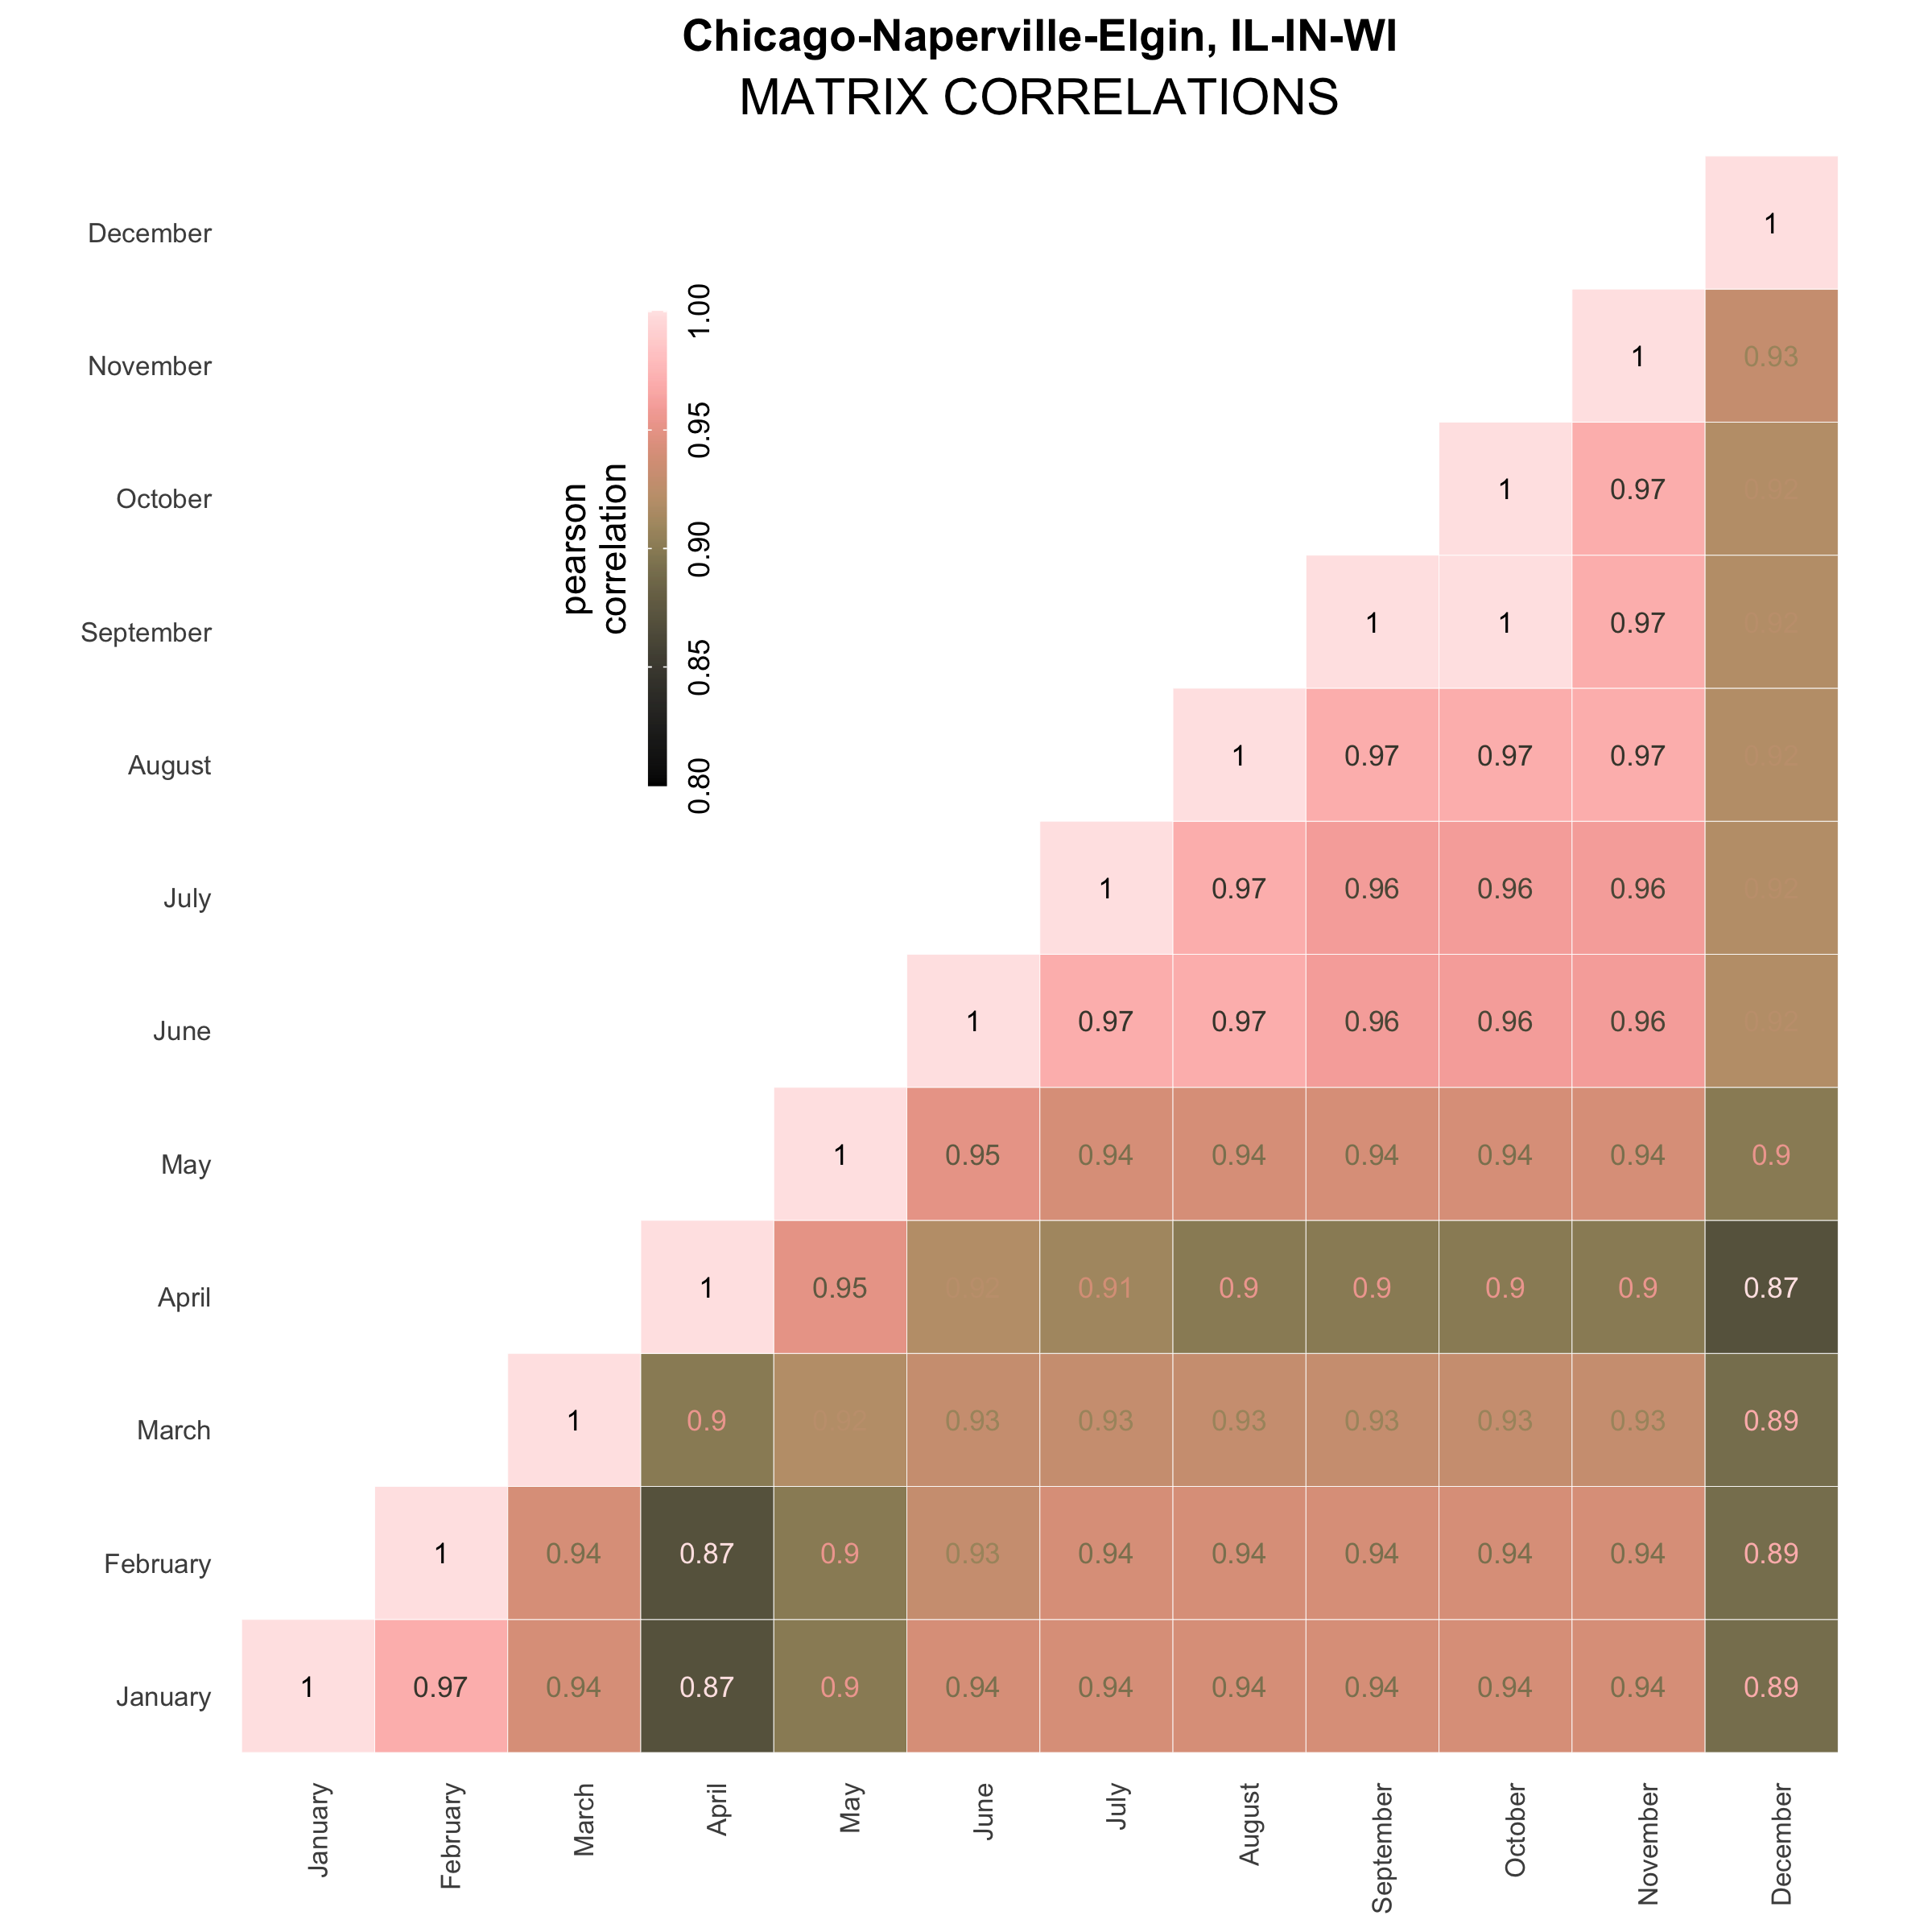 Chicago-Naperville-Elgin, IL-IN-WI
MATRIX CORRELATIONS
December 1
November 1 0.93
October 1 0.97
September 1 1 0.97
August 1 0.97 0.97 0.97
July 1 0.97 0.96 0.96 0.96
June 1 0.97 0.97 0.96 0.96 0.96
May 1 0.95 0.94 0.94 0.94 0.94 0.94 0.9
April 1 0.95 0.91 0.9 0.9 0.9 0.9 0.87
March 1 0.9 0.93 0.93 0.93 0.93 0.93 0.93 0.89
February 1 0.94 0.87 0.9 0.93 0.94 0.94 0.94 0.94 0.94 0.89
January 1 0.97 0.94 0.87 0.9 0.94 0.94 0.94 0.94 0.94 0.94 0.89
January February March April May June July August September October November December
pearson
correlation
0.80 0.85 0.90 0.95 1.00